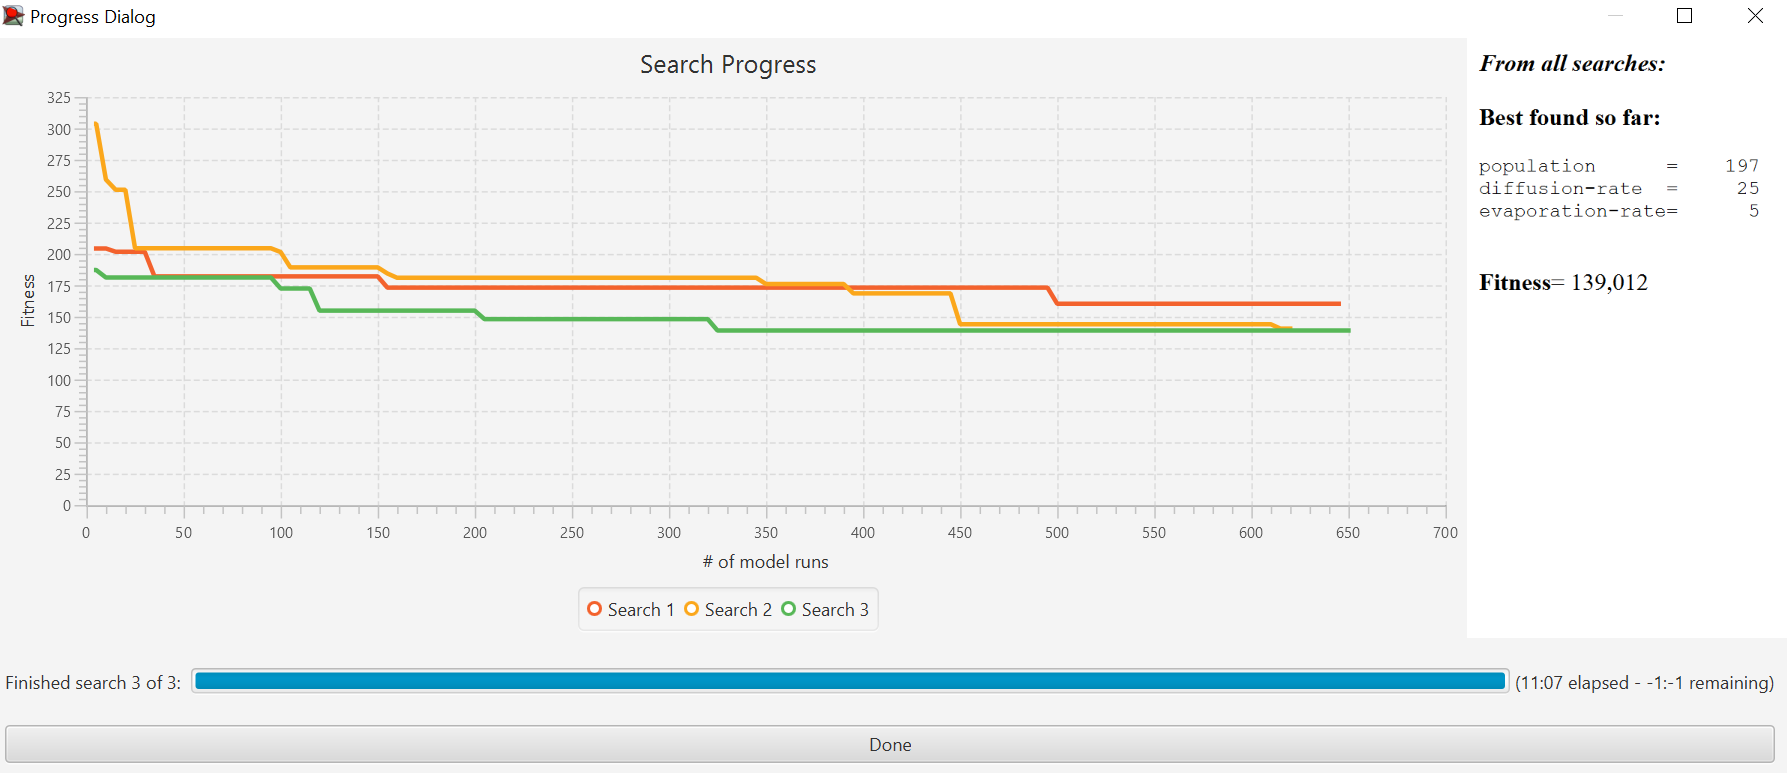 Progress Dialog
Search Progress
325
300
275
250
225
200
175
150
125
100
75
50
25
0
Fitness
0 50 100 150 200 250 300 350 400 450 500 550 600 650 700
# of model runs
Search 1 Search 2 Search 3
From all searches:
Best found so far:
population = 197
diffusion-rate = 25
evaporation-rate= 5
Fitness= 139,012
Finished search 3 of 3: (11:07 elapsed - -1:-1 remaining)
Done